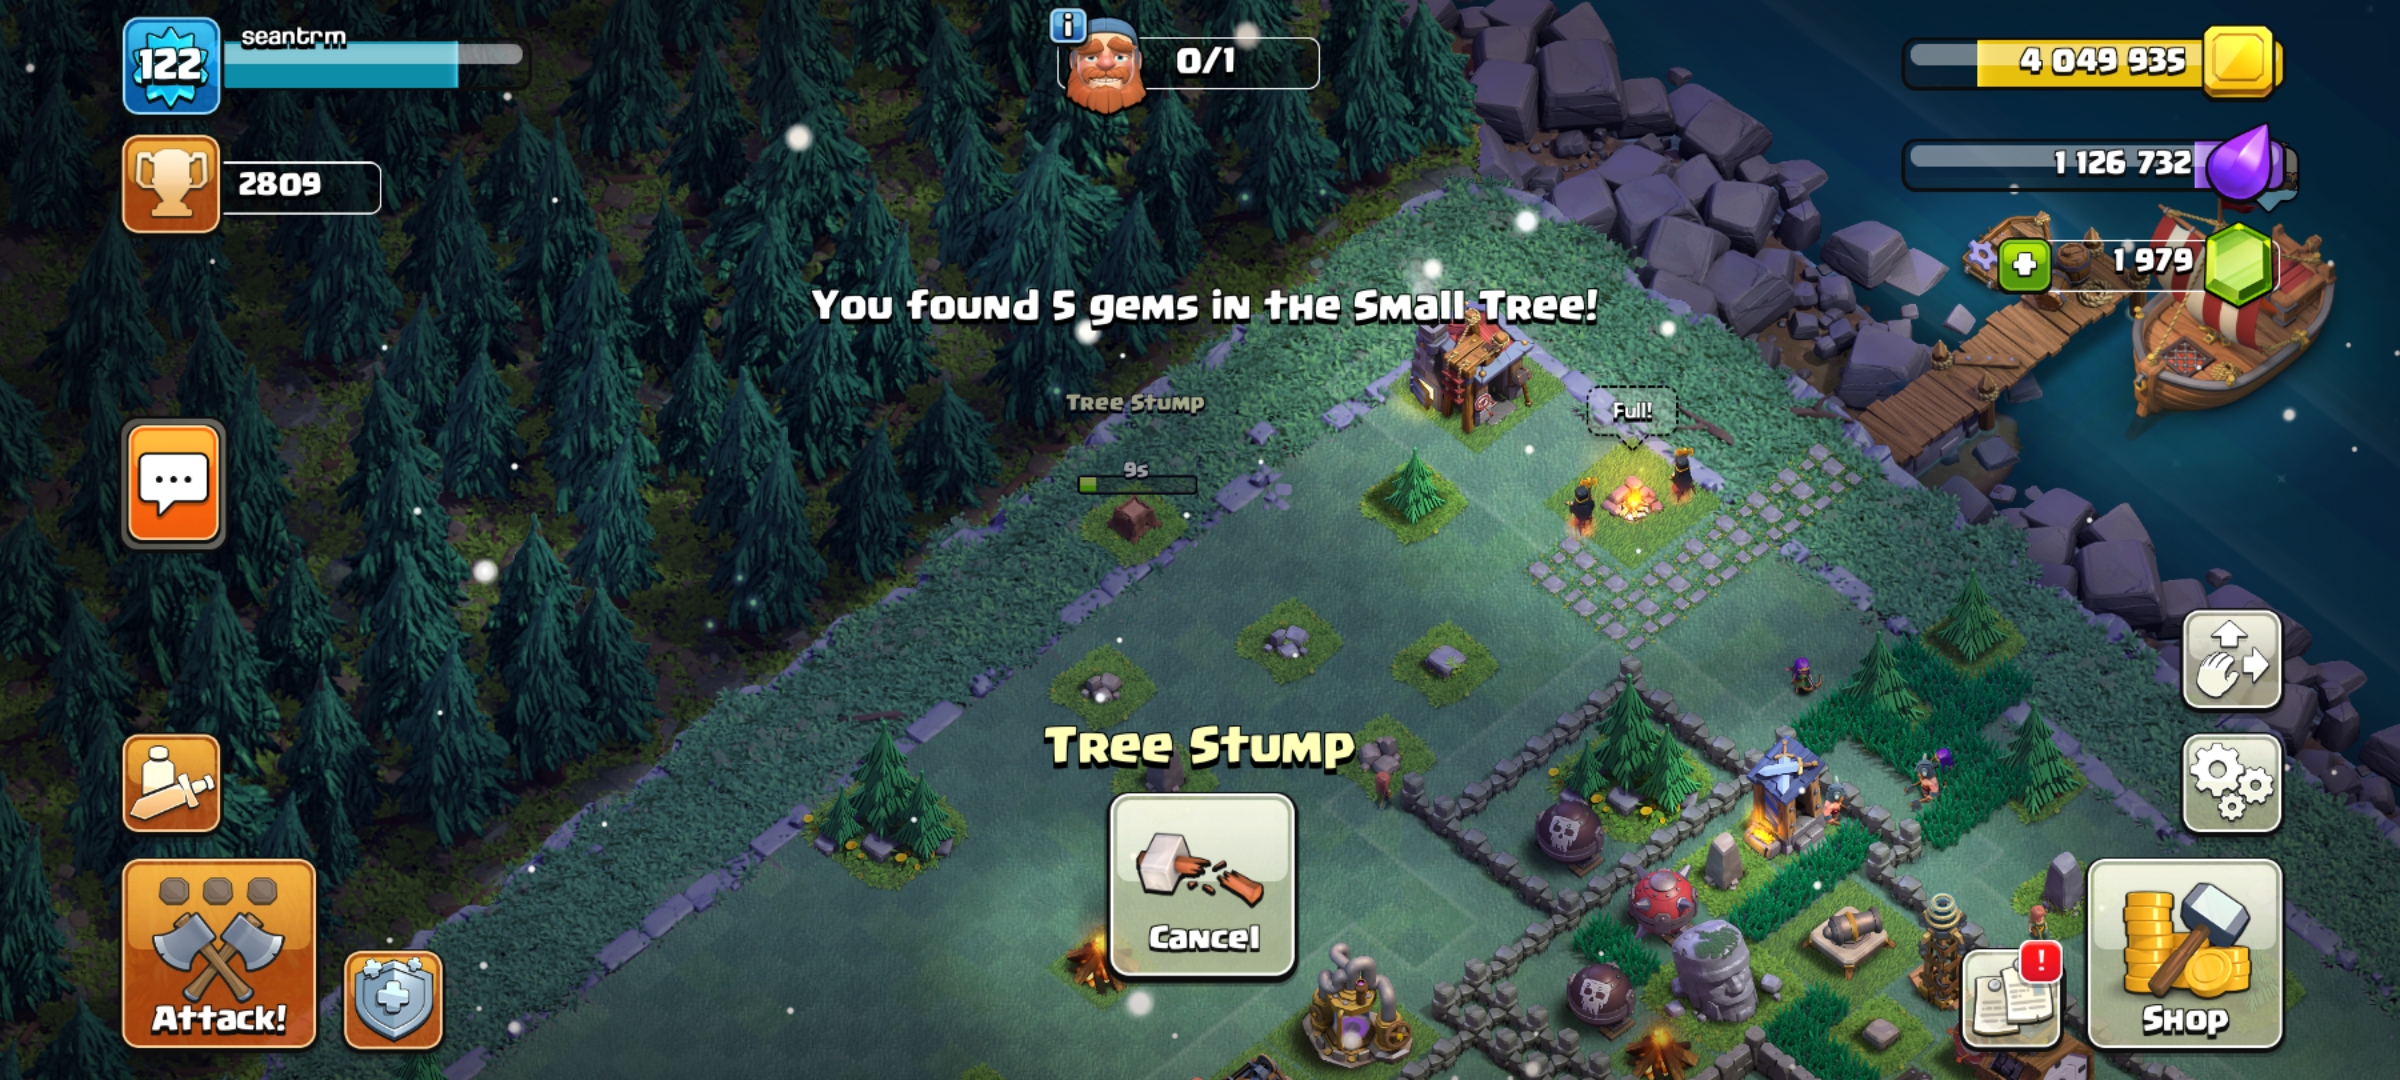 122
seantrm
0/1
4 049 935
2809
1 126 732
1 979
You found 5 gems in the Small Tree!
Tree Stump
Full!
9s
Tree Stump
Cancel
Attack!
!
Shop